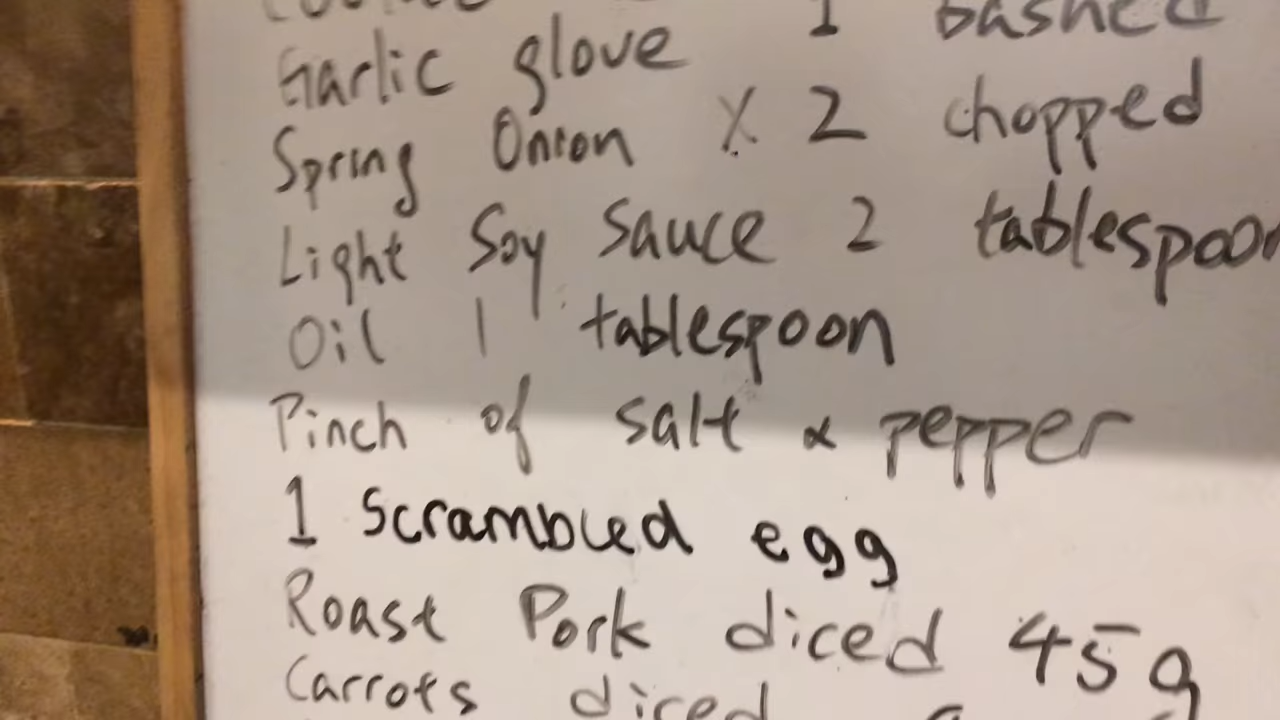 Garlic glove 1 bashed
Spring Onion x 2 chopped
Light Soy Sauce 2 tablespoon
Oil 1 tablespoon
Pinch of salt & pepper
1 Scrambled egg
Roast Pork diced 45g
Carrots diced